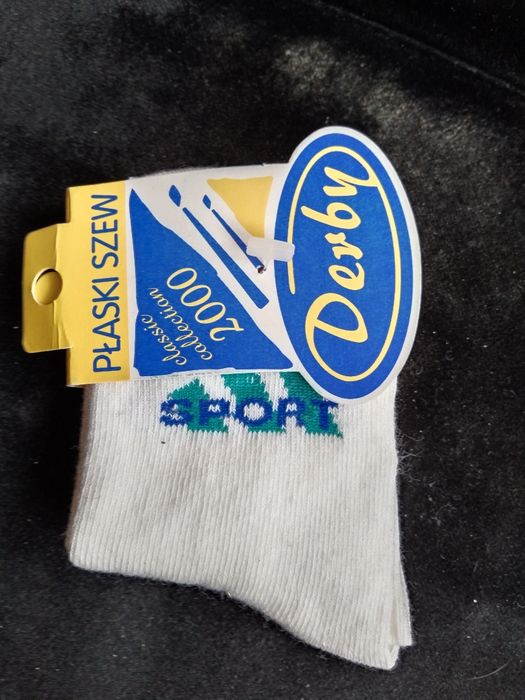 PŁASKI SZEW
classic
collection
2000
Derby
SPORT